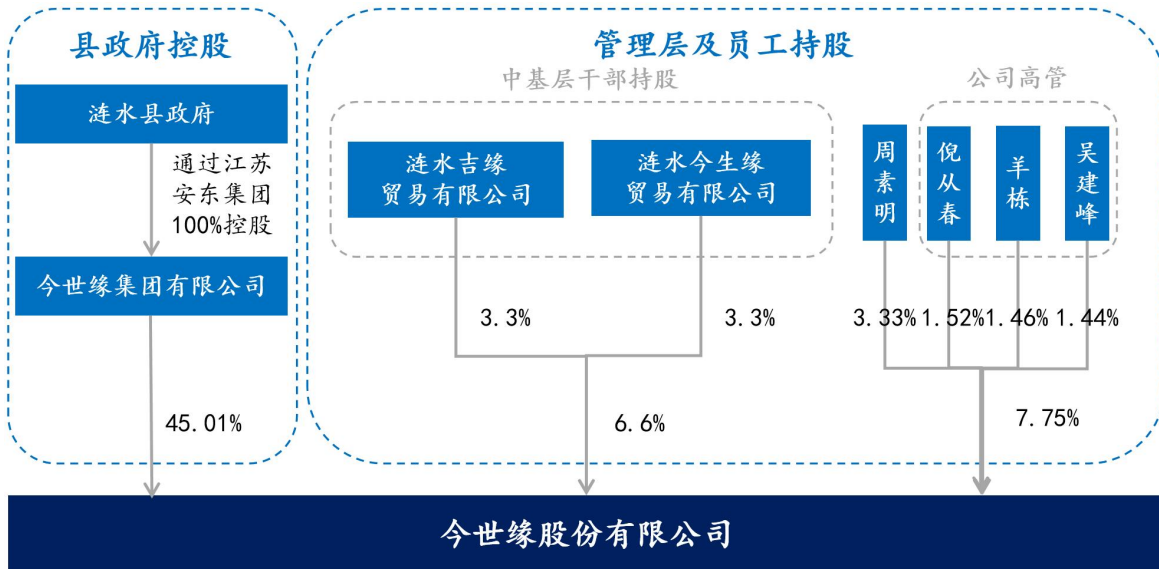 县政府控股
涟水县政府
通过江苏
安东集团
100%控股
今世缘集团有限公司
45.01%
管理层及员工持股
中基层干部持股
涟水吉缘
贸易有限公司
涟水今生缘
贸易有限公司
3.3%
3.3%
6.6%
公司高管
周素明
倪从春
羊栋
吴建峰
3.33%
1.52%
1.46%
1.44%
7.75%
今世缘股份有限公司